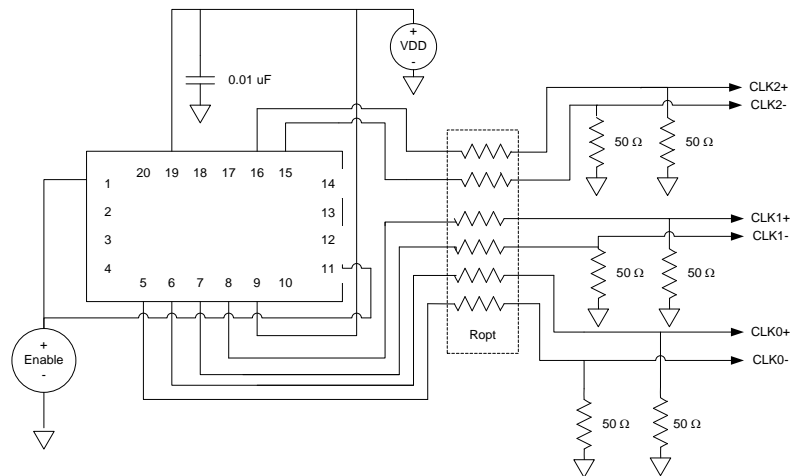 +
VDD
-
0.01 uF
CLK2+
CLK2-
50 Ω
50 Ω
20 19 18 17 16 15
1
14
2
13
3
12
4
11
5 6 7 8 9 10
CLK1+
CLK1-
50 Ω
50 Ω
Ropt
+
Enable
-
CLK0+
CLK0-
50 Ω
50 Ω